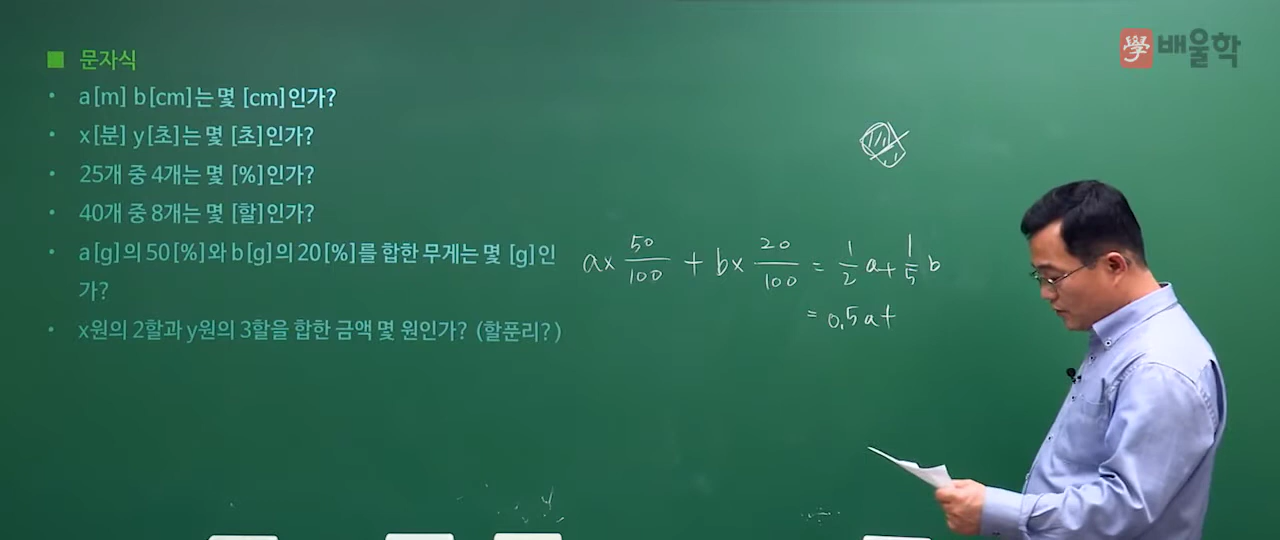 學 배울학
■ 문자식
• a[m] b[cm]는 몇 [cm]인가?
• x[분] y[초]는 몇 [초]인가?
• 25개 중 4개는 몇 [%]인가?
• 40개 중 8개는 몇 [할]인가?
• a[g]의 50[%]와 b[g]의 20[%]를 합한 무게는 몇 [g]인
가?
• x원의 2할과 y원의 3할을 합한 금액 몇 원인가? (할푼리?)
a× 50/100 + b× 20/100 = 1/2 a + 1/5 b
= 0.5a+